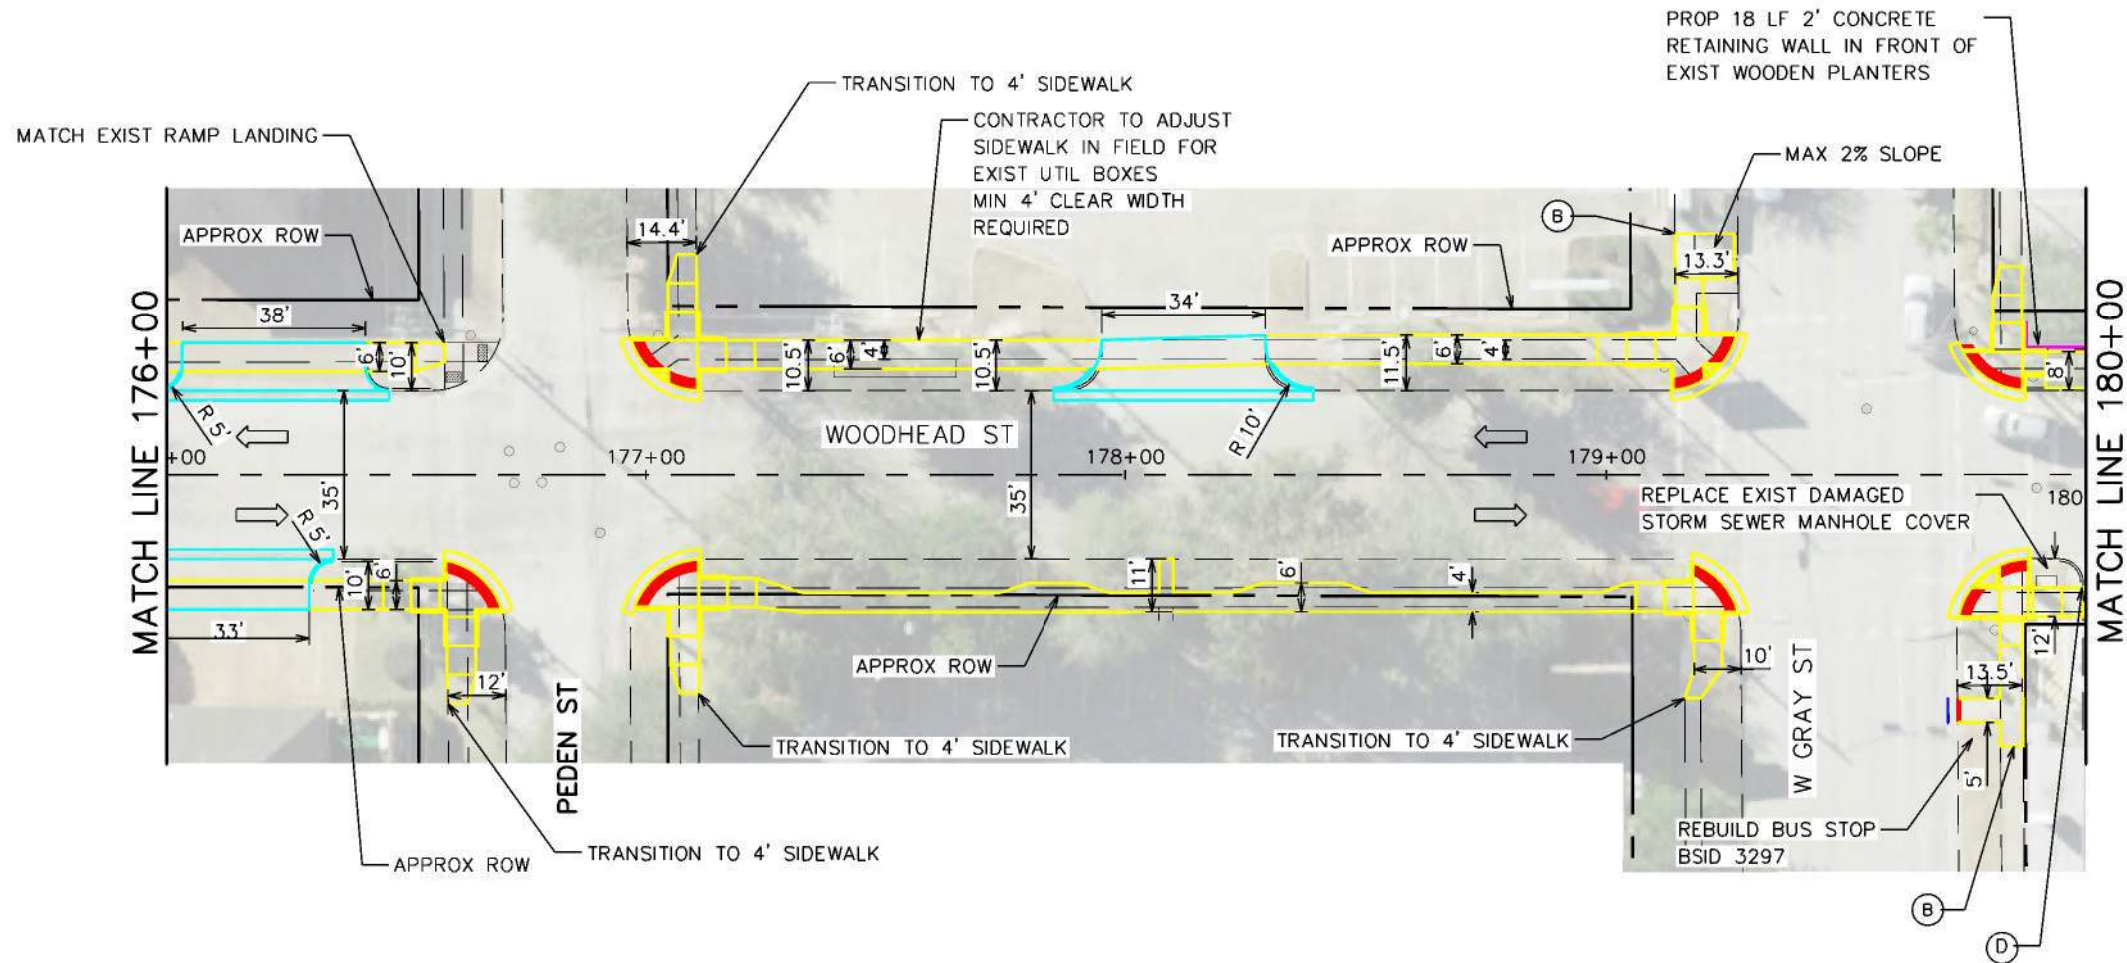 PROP 18 LF 2' CONCRETE
RETAINING WALL IN FRONT OF
EXIST WOODEN PLANTERS
TRANSITION TO 4' SIDEWALK
CONTRACTOR TO ADJUST
SIDEWALK IN FIELD FOR
EXIST UTIL BOXES
MIN 4' CLEAR WIDTH
REQUIRED
MATCH EXIST RAMP LANDING
MAX 2% SLOPE
B
APPROX ROW
14.4'
APPROX ROW
13.3'
MATCH LINE 176+00
38'
34'
6'
10'
10.5'
6'
4'
10.5'
11.5'
6'
4'
8'
MATCH LINE 180+00
R 5'
R 10'
WOODHEAD ST
+00
177+00
178+00
179+00
180
35'
35'
R 5'
REPLACE EXIST DAMAGED
STORM SEWER MANHOLE COVER
10'
6'
11'
6'
4'
33'
12'
APPROX ROW
10'
12'
13.5'
5'
PEDEN ST
W GRAY ST
TRANSITION TO 4' SIDEWALK
TRANSITION TO 4' SIDEWALK
REBUILD BUS STOP
BSID 3297
APPROX ROW
TRANSITION TO 4' SIDEWALK
B
D